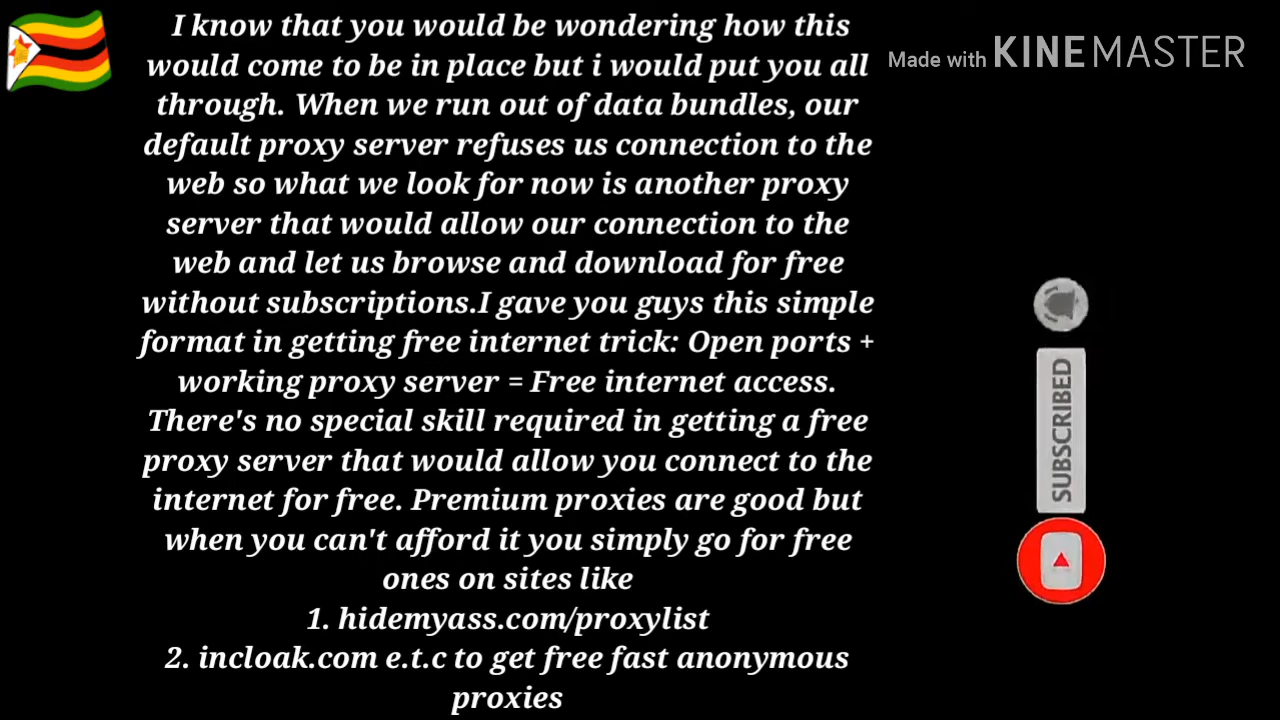 I know that you would be wondering how this
would come to be in place but i would put you all
through. When we run out of data bundles, our
default proxy server refuses us connection to the
web so what we look for now is another proxy
server that would allow our connection to the
web and let us browse and download for free
without subscriptions.I gave you guys this simple
format in getting free internet trick: Open ports +
working proxy server = Free internet access.
There's no special skill required in getting a free
proxy server that would allow you connect to the
internet for free. Premium proxies are good but
when you can't afford it you simply go for free
ones on sites like
1. hidemyass.com/proxylist
2. incloak.com e.t.c to get free fast anonymous
proxies
Made with KINEMASTER
SUBSCRIBED